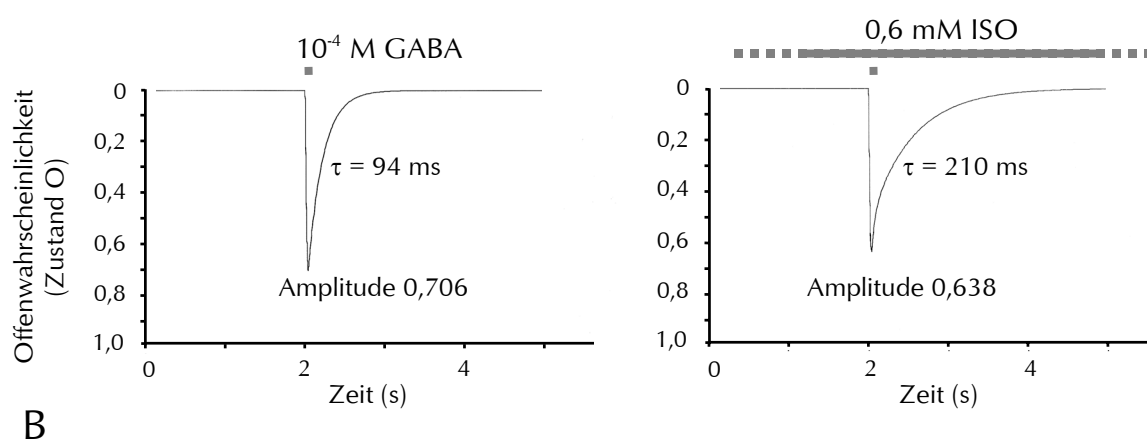 10⁻⁴ M GABA
0
0,2
0,4
0,6
0,8
1,0
Offenwahrscheinlichkeit
(Zustand O)
τ = 94 ms
Amplitude 0,706
0 2 4
Zeit (s)
0,6 mM ISO
0
0,2
0,4
0,6
0,8
1,0
τ = 210 ms
Amplitude 0,638
0 2 4
Zeit (s)
B